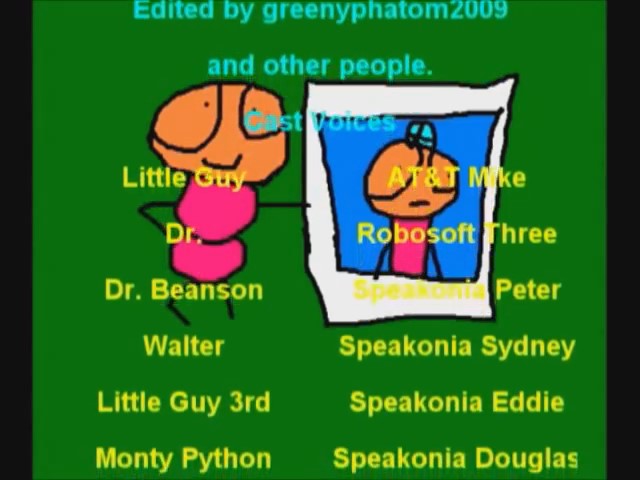 Edited by greenyphatom2009
and other people.
Cast Voices
Little Guy AT&T Mike
Dr. Robosoft Three
Dr. Beanson Speakonia Peter
Walter Speakonia Sydney
Little Guy 3rd Speakonia Eddie
Monty Python Speakonia Douglas